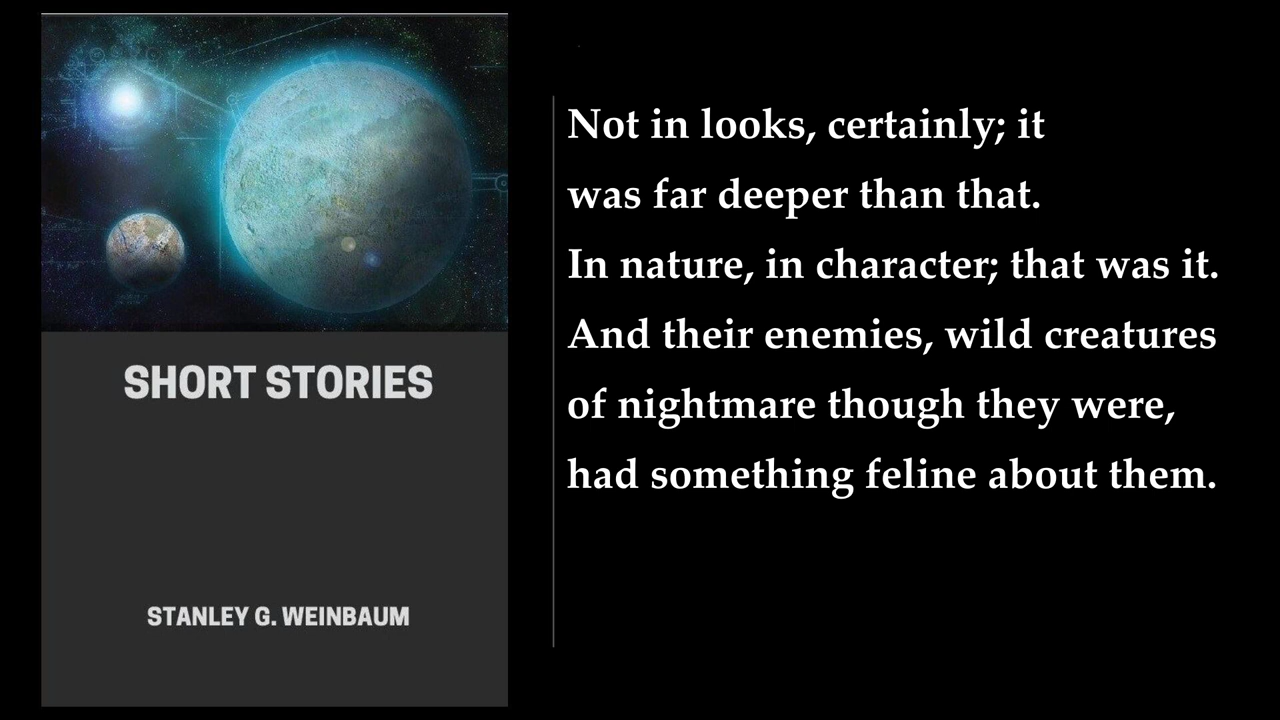 SHORT STORIES
STANLEY G. WEINBAUM
Not in looks, certainly; it
was far deeper than that.
In nature, in character; that was it.
And their enemies, wild creatures
of nightmare though they were,
had something feline about them.